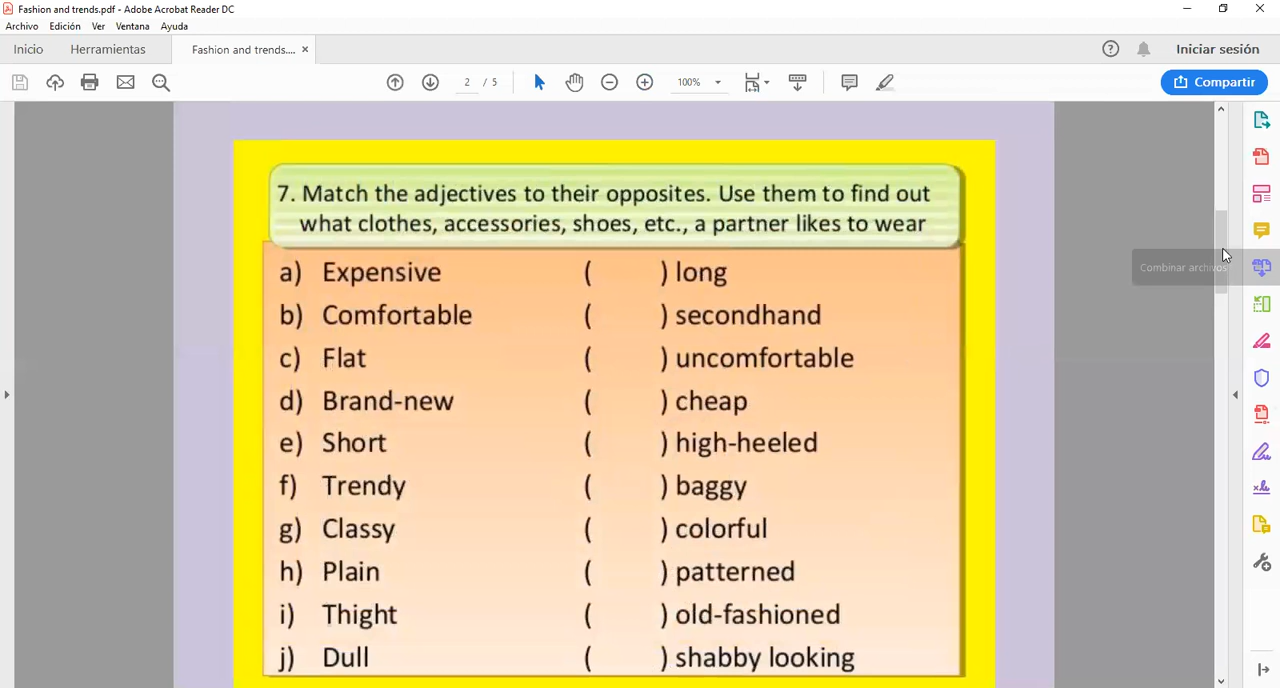 Fashion and trends.pdf - Adobe Acrobat Reader DC
Archivo Edición Ver Ventana Ayuda
Inicio Herramientas Fashion and trends.... × Iniciar sesión
2 / 5 100% Compartir
7. Match the adjectives to their opposites. Use them to find out
what clothes, accessories, shoes, etc., a partner likes to wear
a) Expensive ( ) long
b) Comfortable ( ) secondhand
c) Flat ( ) uncomfortable
d) Brand-new ( ) cheap
e) Short ( ) high-heeled
f) Trendy ( ) baggy
g) Classy ( ) colorful
h) Plain ( ) patterned
i) Thight ( ) old-fashioned
j) Dull ( ) shabby looking
Combinar archivos